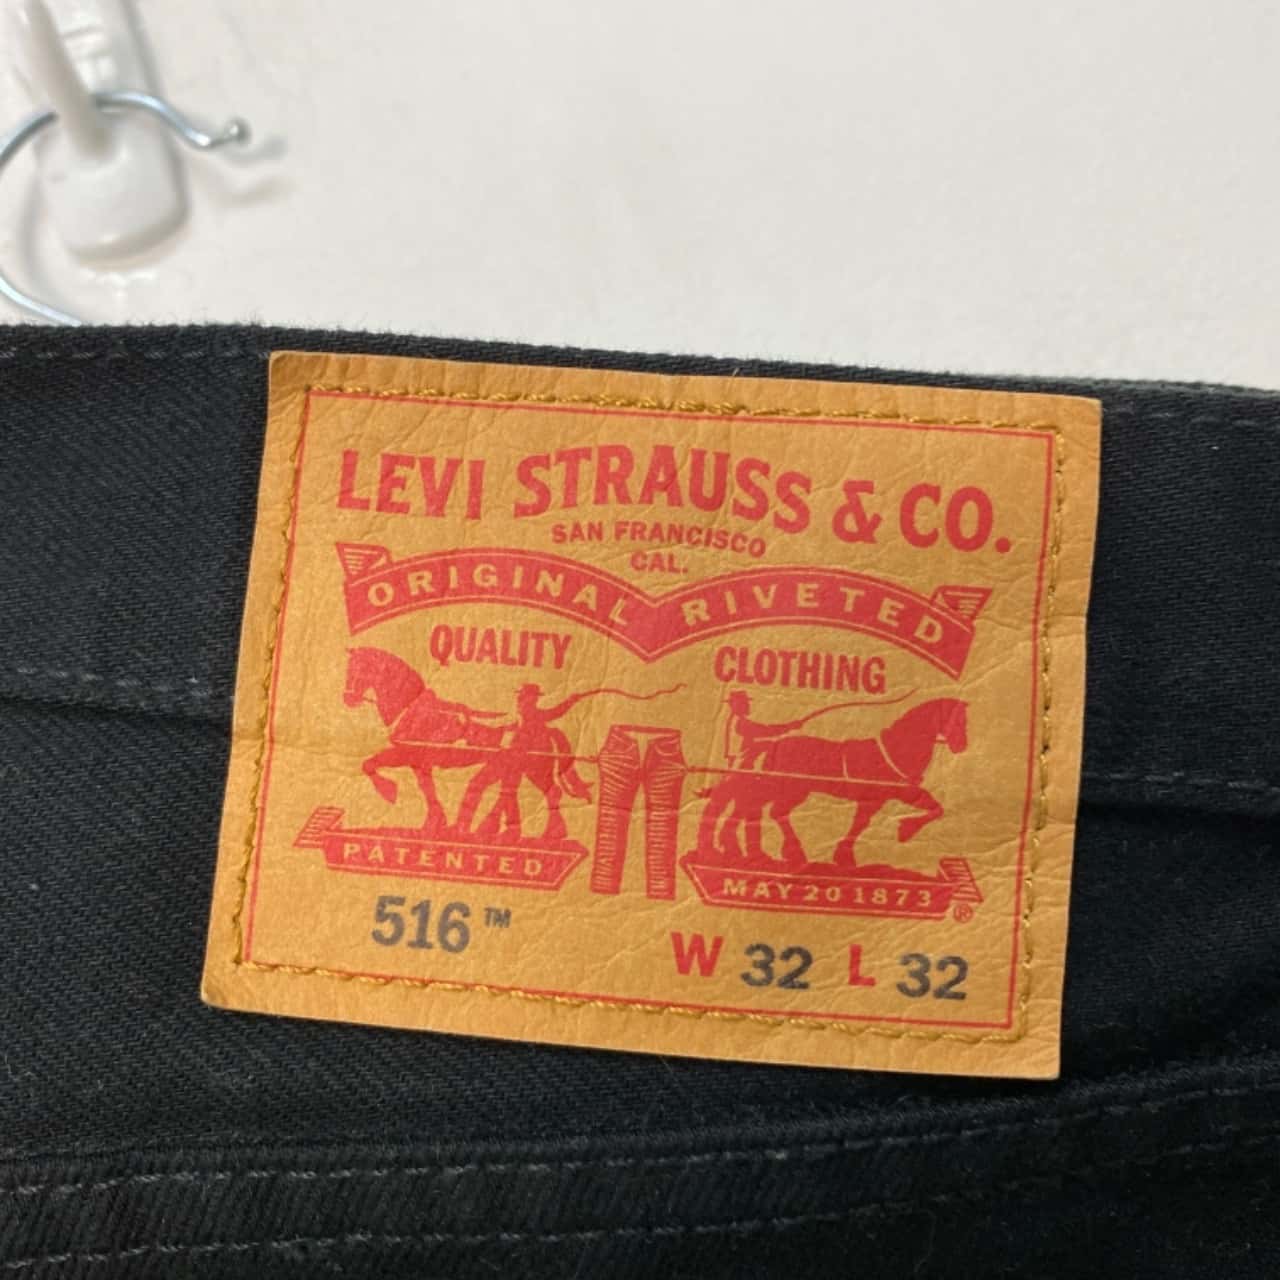 LEVI STRAUSS & CO.
SAN FRANCISCO
CAL.
ORIGINAL RIVETED
QUALITY CLOTHING
PATENTED MAY 20 1873 ®
516™ W 32 L 32